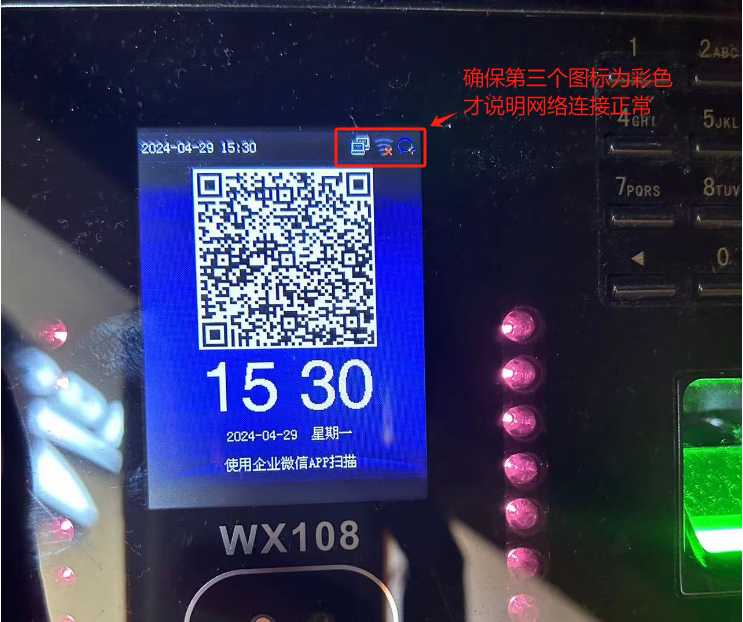 确保第三个图标为彩色
才说明网络连接正常
1
2ABC
4GHI
5JKL
7PQRS
8TUV
0
2024-04-29 15:30
15 30
2024-04-29 星期一
使用企业微信APP扫描
WX108